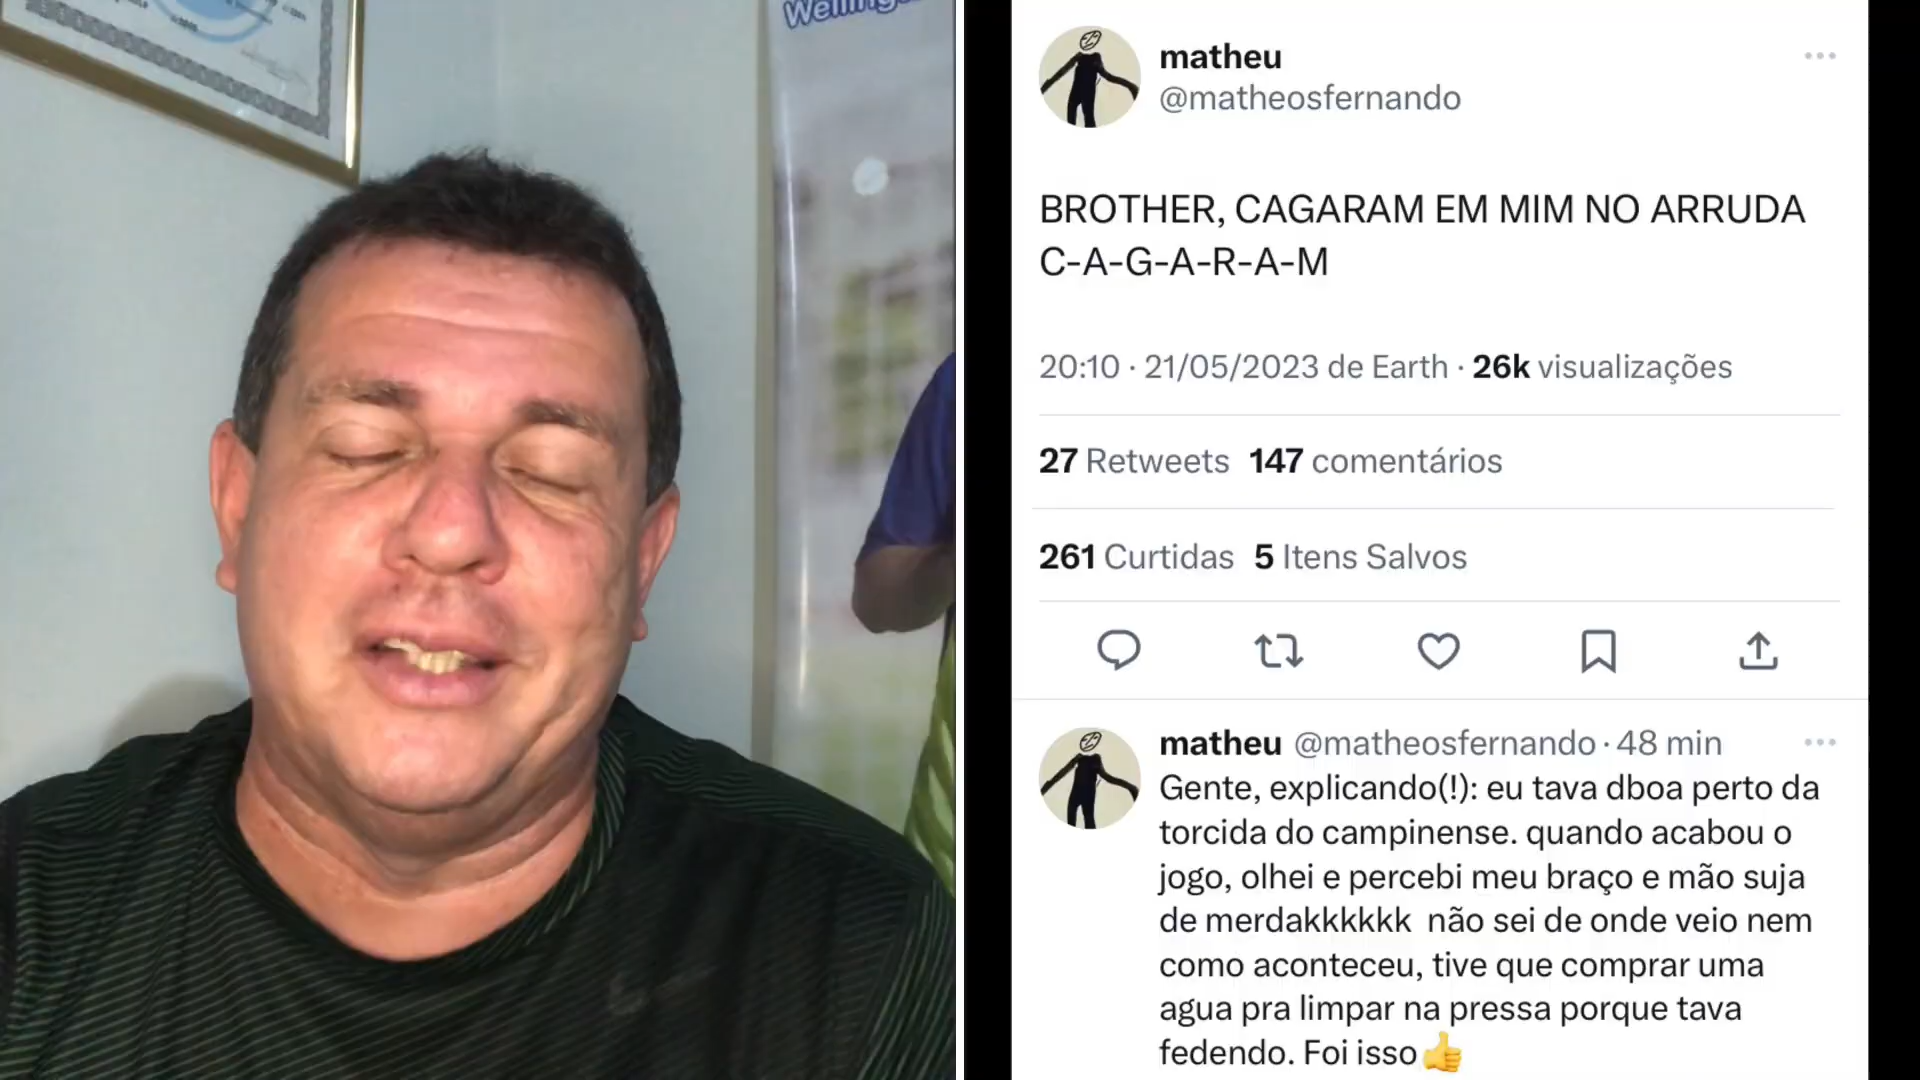 matheu
@matheosfernando
BROTHER, CAGARAM EM MIM NO ARRUDA
C-A-G-A-R-A-M
20:10 · 21/05/2023 de Earth · 26k visualizações
27 Retweets 147 comentários
261 Curtidas 5 Itens Salvos
matheu @matheosfernando · 48 min
Gente, explicando(!): eu tava dboa perto da
torcida do campinense. quando acabou o
jogo, olhei e percebi meu braço e mão suja
de merdakkkkkk não sei de onde veio nem
como aconteceu, tive que comprar uma
agua pra limpar na pressa porque tava
fedendo. Foi isso👍